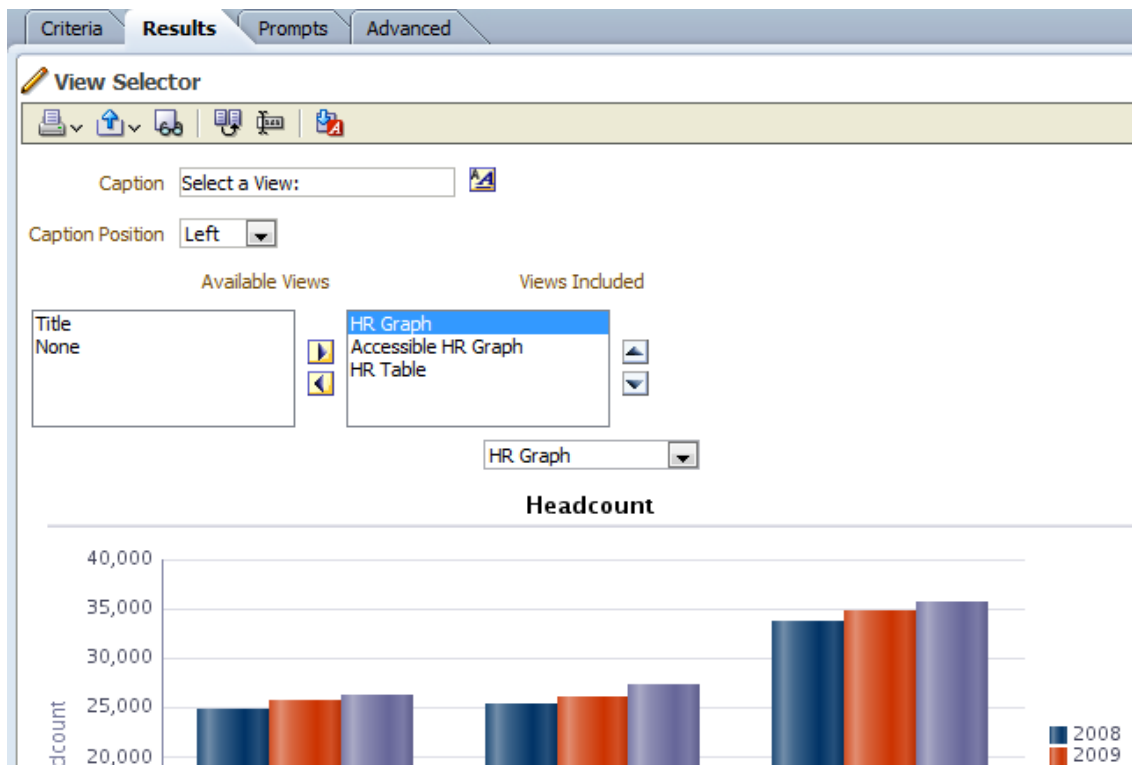 Criteria Results Prompts Advanced
View Selector
Caption Select a View:
Caption Position Left
Available Views Views Included
Title
None
HR Graph
Accessible HR Graph
HR Table
HR Graph
Headcount
40,000
35,000
30,000
25,000
20,000
2008
2009